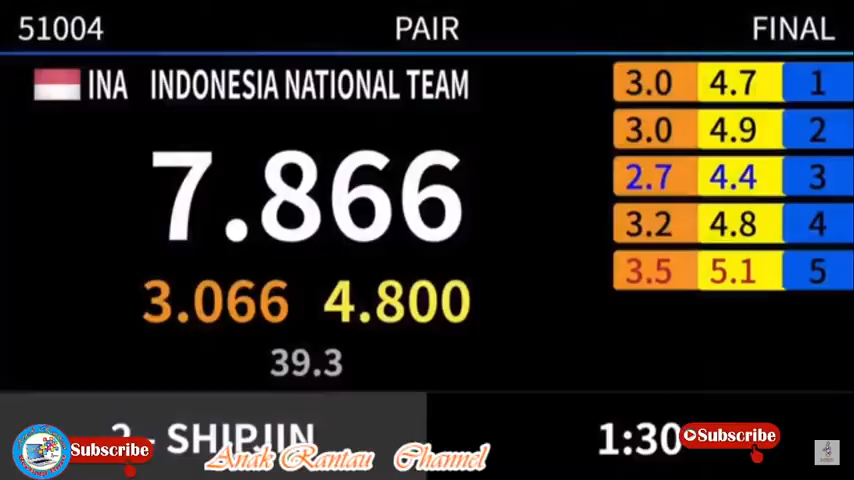 51004 PAIR FINAL
INA INDONESIA NATIONAL TEAM
3.0 4.7 1
3.0 4.9 2
7.866
2.7 4.4 3
3.2 4.8 4
3.5 5.1 5
3.066 4.800
39.3
2 - SHIPJIN 1:30
Subscribe
Anak Rantau Channel
Subscribe